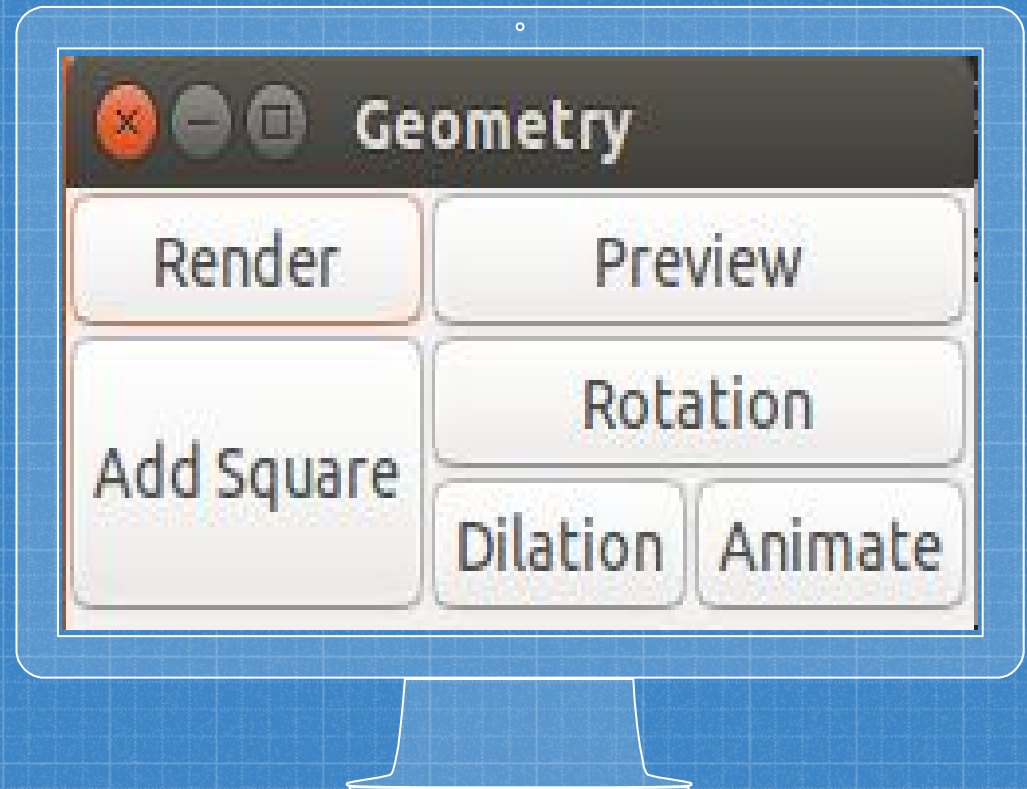 Geometry
Render
Preview
Add Square
Rotation
Dilation
Animate